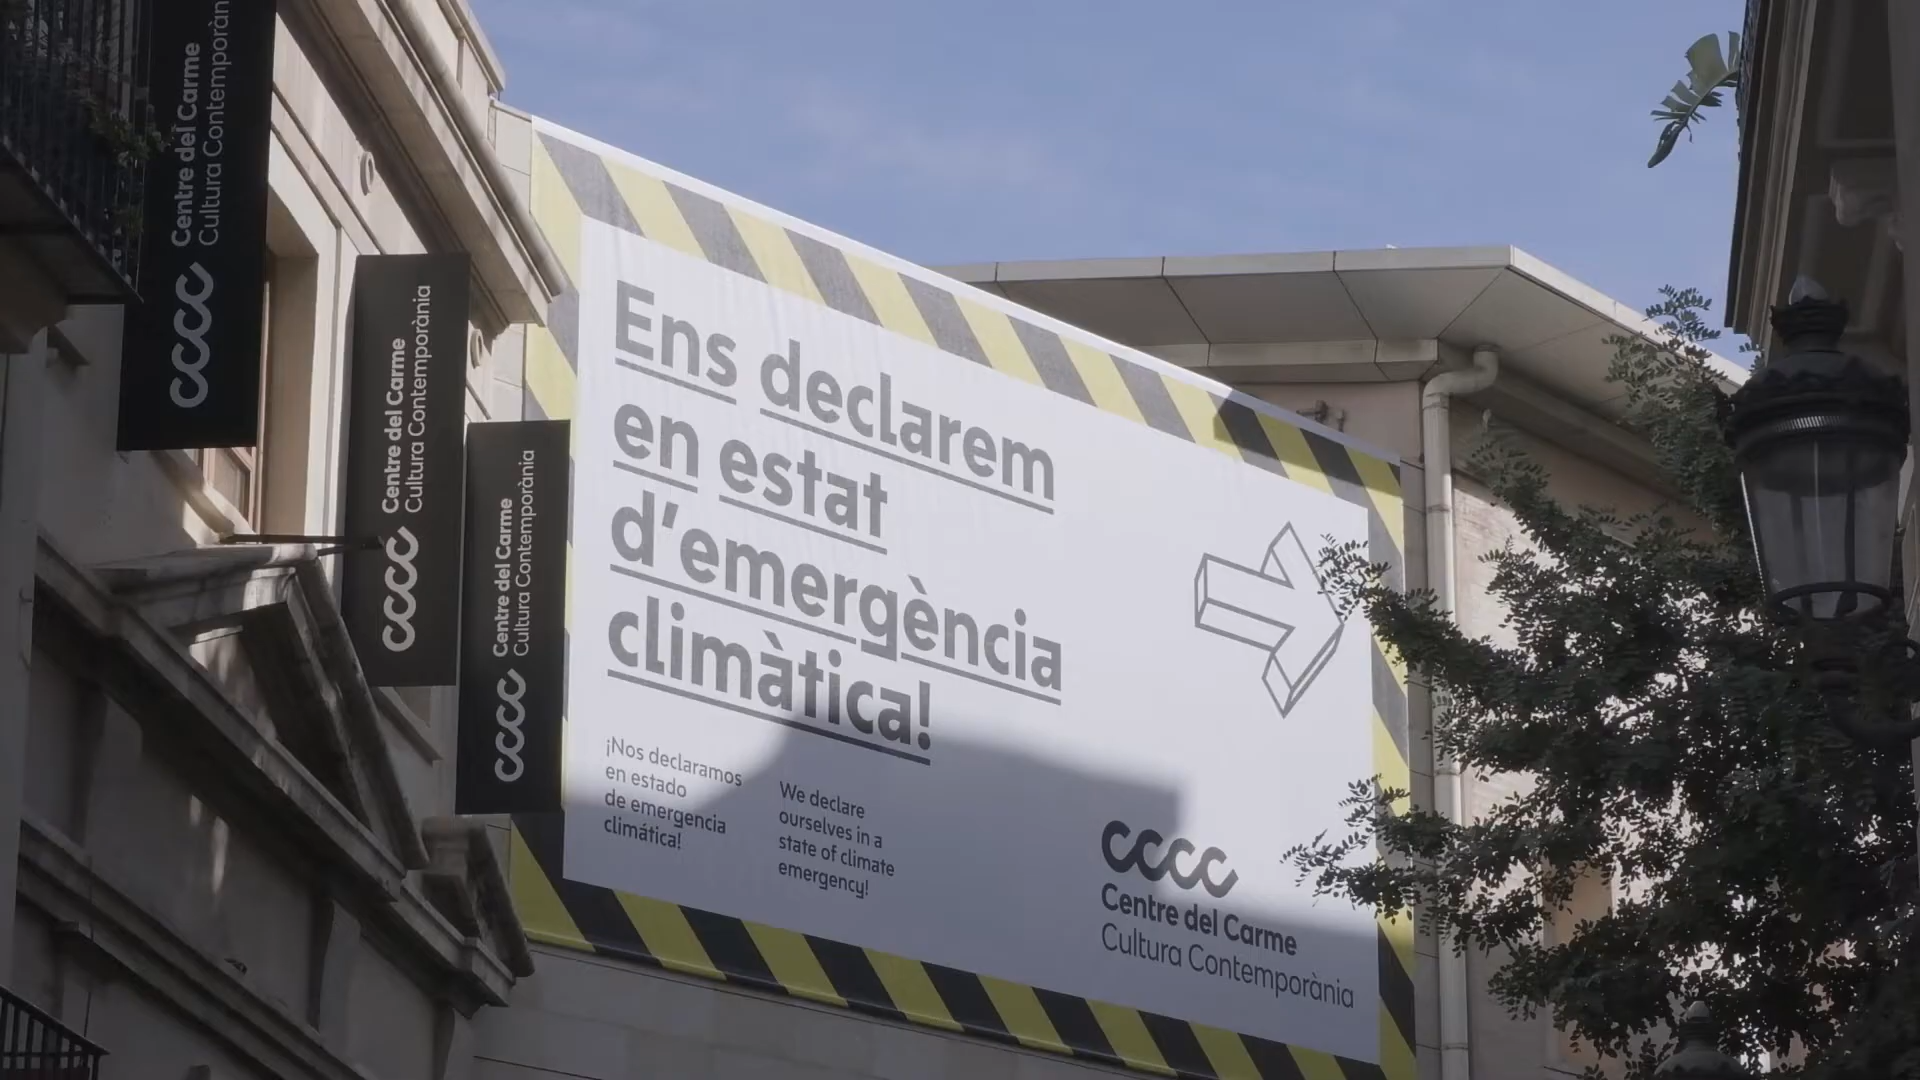 Centre del Carme
Cultura Contemporàn
cccc
Centre del Carme
Cultura Contemporània
cccc
Centre del Carme
Cultura Contemporània
cccc
Ens declarem
en estat
d'emergència
climàtica!
¡Nos declaramos
en estado
de emergencia
climática!
We declare
ourselves in a
state of climate
emergency!
cccc
Centre del Carme
Cultura Contemporània